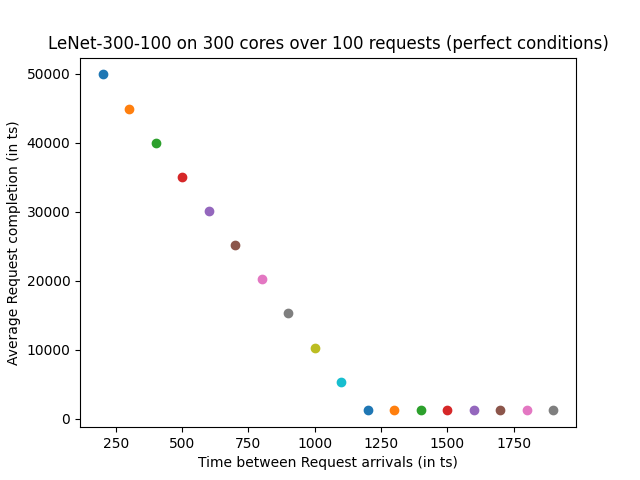 LeNet-300-100 on 300 cores over 100 requests (perfect conditions)
50000
40000
30000
20000
10000
0
Average Request completion (in ts)
250 500 750 1000 1250 1500 1750
Time between Request arrivals (in ts)